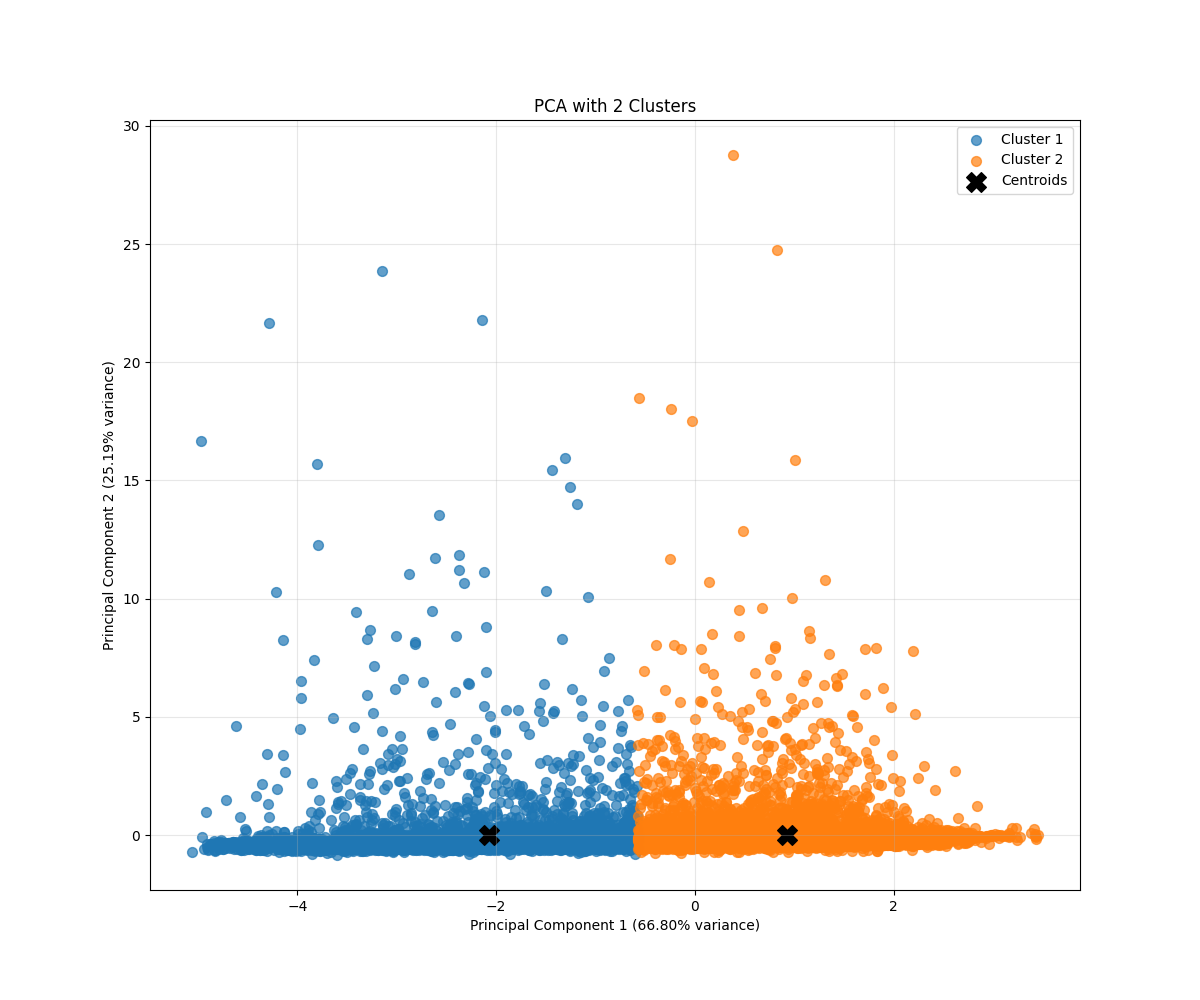 PCA with 2 Clusters
Cluster 1
Cluster 2
Centroids
30
25
20
15
10
5
0
Principal Component 2 (25.19% variance)
−4
−2
0
2
Principal Component 1 (66.80% variance)